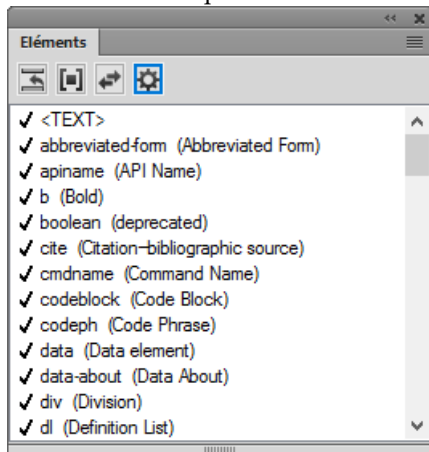 Eléments
<TEXT>
abbreviated-form (Abbreviated Form)
apiname (API Name)
b (Bold)
boolean (deprecated)
cite (Citation-bibliographic source)
cmdname (Command Name)
codeblock (Code Block)
codeph (Code Phrase)
data (Data element)
data-about (Data About)
div (Division)
dl (Definition List)